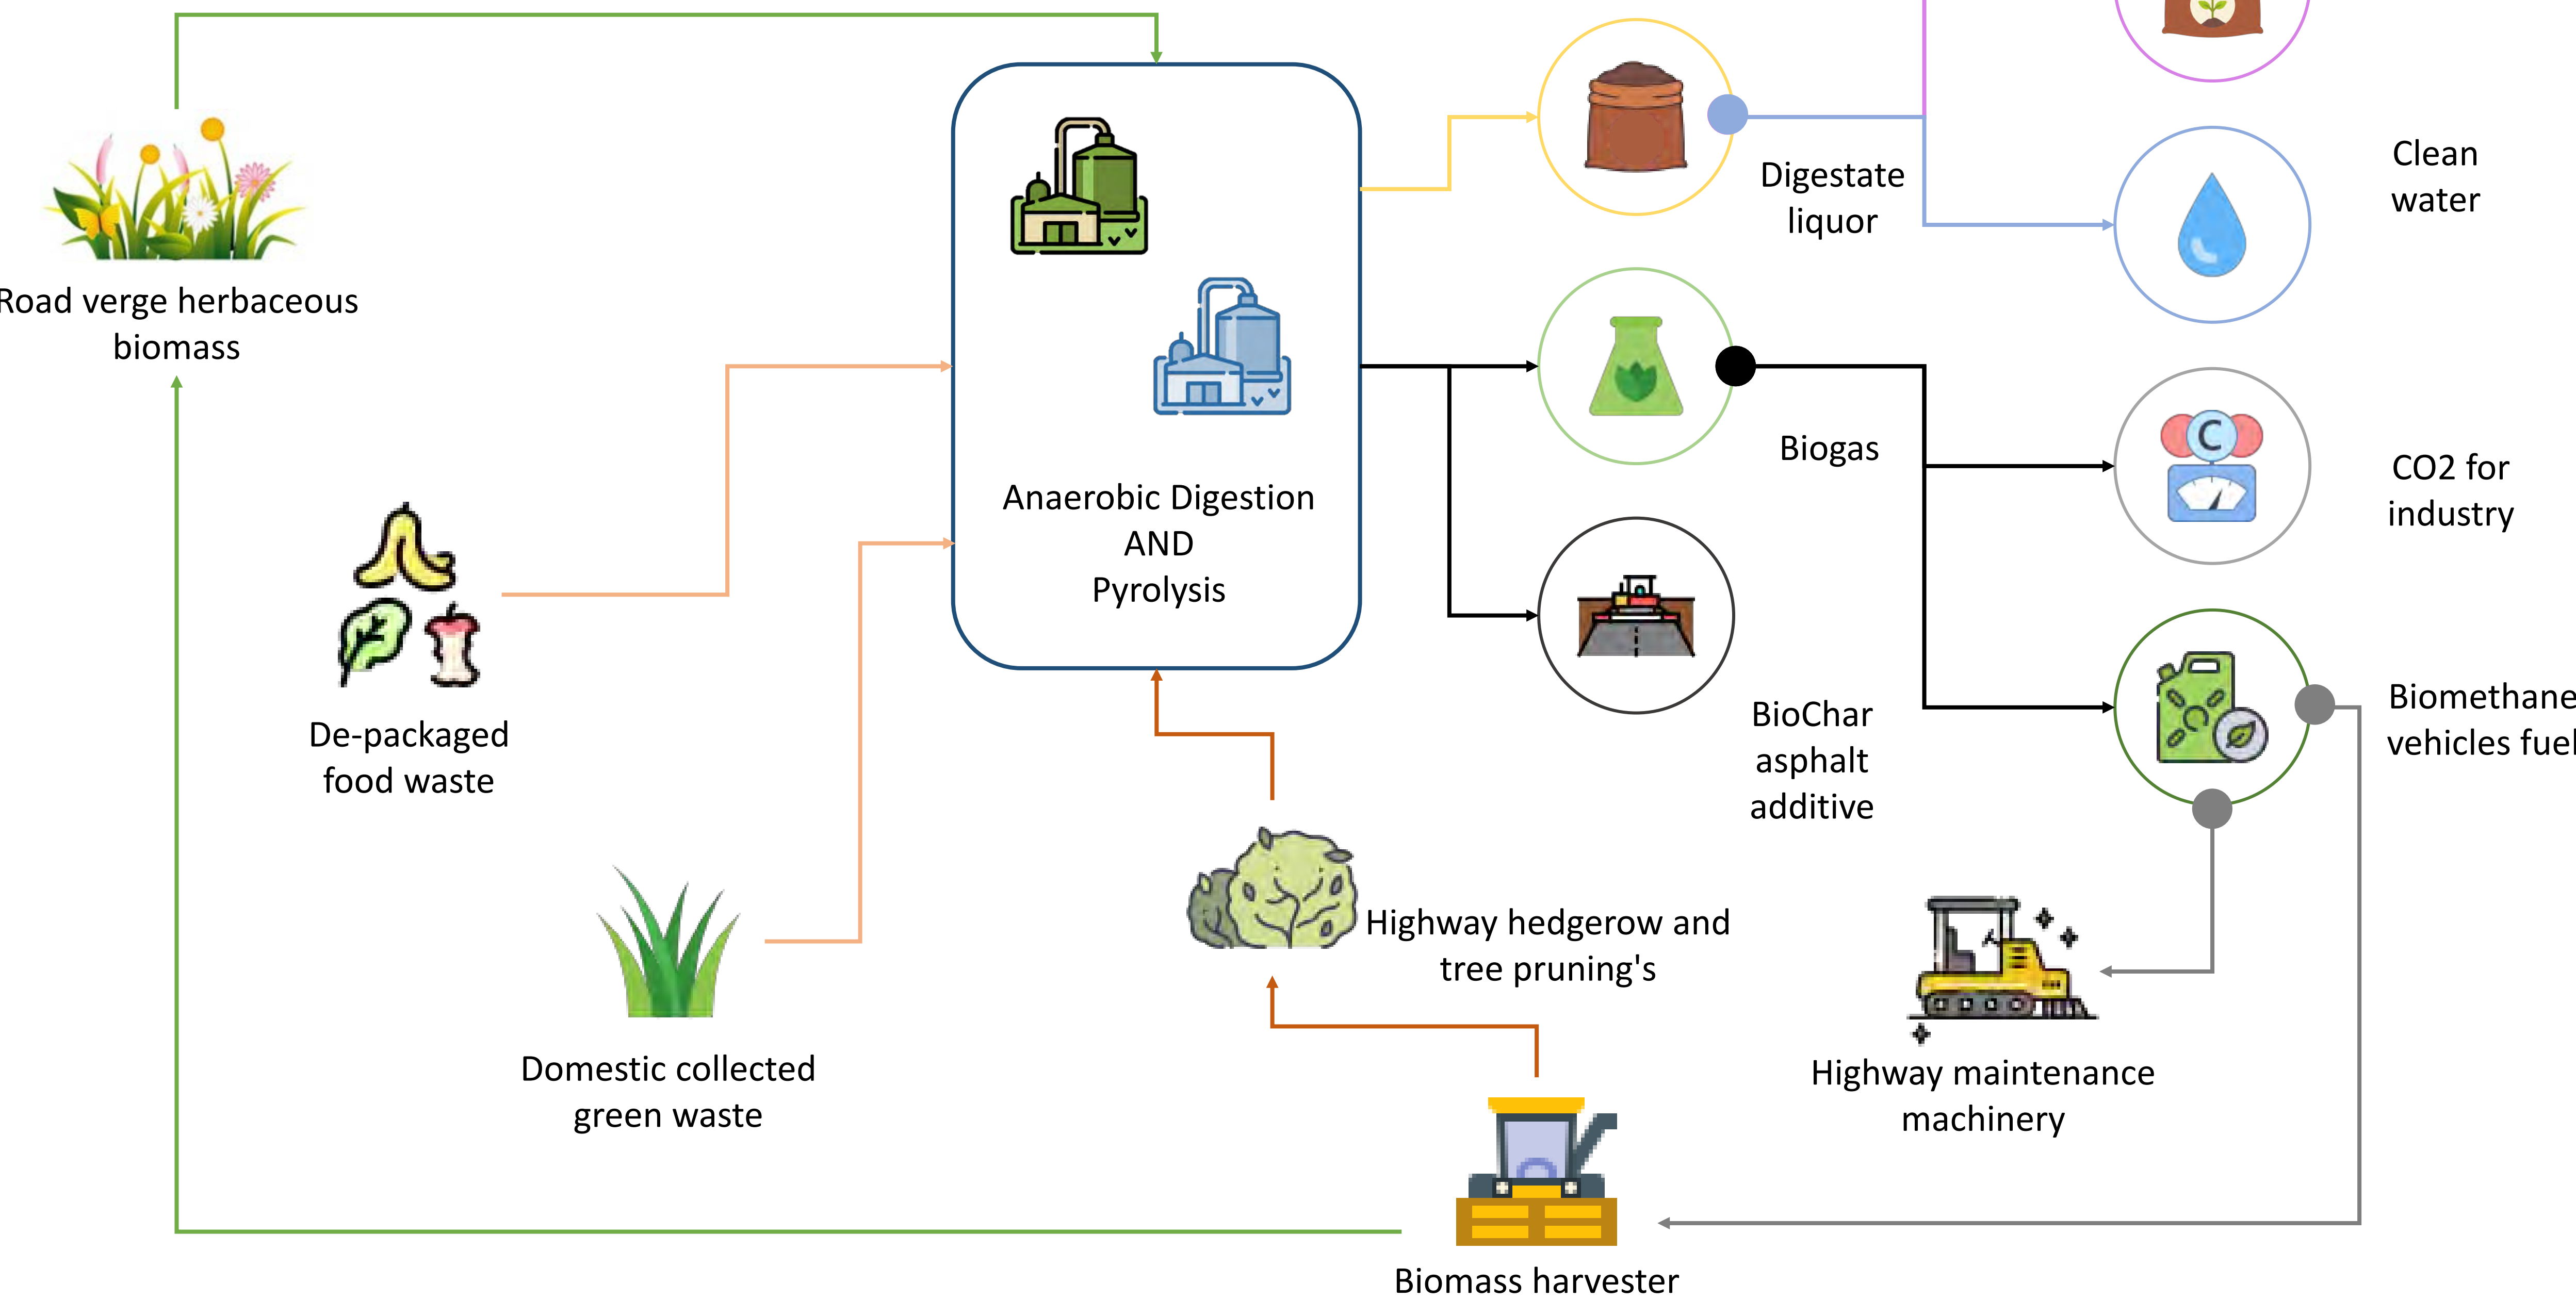 Road verge herbaceous
biomass
De-packaged
food waste
Domestic collected
green waste
Anaerobic Digestion
AND
Pyrolysis
Highway hedgerow and
tree pruning's
Biomass harvester
Digestate
liquor
Biogas
BioChar
asphalt
additive
Clean
water
C
CO2 for
industry
Biomethane
vehicles fuel
Highway maintenance
machinery